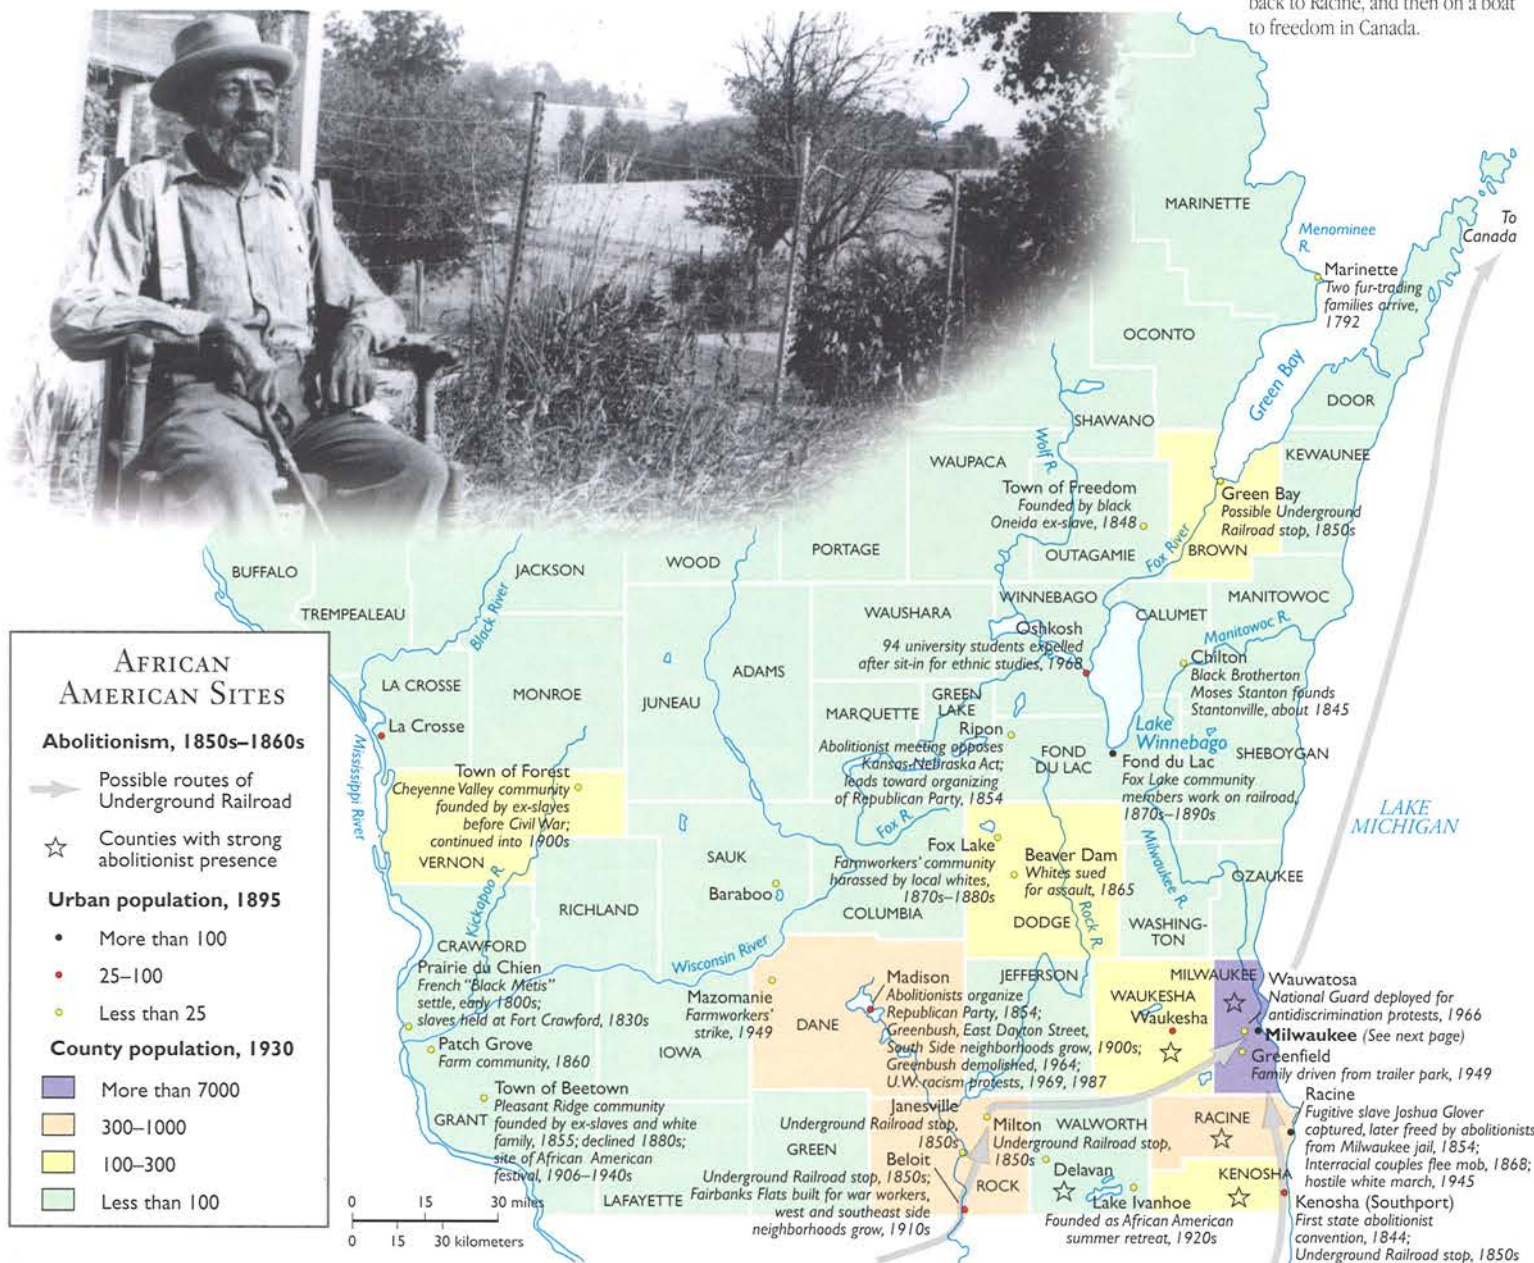 back to Racine, and then on a boat
to freedom in Canada.
MARINETTE
Menominee
R.
To
Canada
Marinette
Two fur-trading
families arrive,
1792
OCONTO
Green Bay
DOOR
SHAWANO
Wolf R.
WAUPACA
KEWAUNEE
Town of Freedom
Founded by black
Oneida ex-slave, 1848
Green Bay
Possible Underground
Railroad stop, 1850s
OUTAGAMIE
Fox River
BROWN
PORTAGE
WOOD
JACKSON
BUFFALO
TREMPEALEAU
Black River
WAUSHARA
WINNEBAGO
CALUMET
MANITOWOC
Manitowoc R.
Oshkosh
94 university students expelled
after sit-in for ethnic studies, 1968
Chilton
Black Brotherton
Moses Stanton founds
Stantonville, about 1845
LA CROSSE
MONROE
JUNEAU
ADAMS
MARQUETTE
GREEN
LAKE
La Crosse
Mississippi River
Ripon
Abolitionist meeting opposes
Kansas-Nebraska Act;
leads toward organizing
of Republican Party, 1854
FOND
DU LAC
Lake
Winnebago
SHEBOYGAN
Fond du Lac
Fox Lake community
members work on railroad,
1870s–1890s
LAKE
MICHIGAN
Town of Forest
Cheyenne Valley community
founded by ex-slaves
before Civil War;
continued into 1900s
VERNON
Kickapoo R.
RICHLAND
SAUK
Baraboo
Fox R.
COLUMBIA
Fox Lake
Farmworkers' community
harassed by local whites,
1870s–1880s
Beaver Dam
Whites sued
for assault, 1865
DODGE
Rock R.
Milwaukee R.
OZAUKEE
WASHING-
TON
CRAWFORD
Prairie du Chien
French "Black Métis"
settle, early 1800s;
slaves held at Fort Crawford, 1830s
Patch Grove
Farm community, 1860
Wisconsin River
IOWA
Mazomanie
Farmworkers'
strike, 1949
DANE
Madison
Abolitionists organize
Republican Party, 1854;
Greenbush, East Dayton Street,
South Side neighborhoods grow, 1900s;
Greenbush demolished, 1964;
U.W. racism protests, 1969, 1987
JEFFERSON
WAUKESHA
Waukesha
MILWAUKEE
Wauwatosa
National Guard deployed for
antidiscrimination protests, 1966
Milwaukee (See next page)
Greenfield
Family driven from trailer park, 1949
Town of Beetown
Pleasant Ridge community
founded by ex-slaves and white
family, 1855; declined 1880s;
site of African American
festival, 1906–1940s
GRANT
LAFAYETTE
GREEN
Janesville
Underground Railroad stop,
1850s
Beloit
Underground Railroad stop, 1850s;
Fairbanks Flats built for war workers,
west and southeast side
neighborhoods grow, 1910s
ROCK
Milton
Underground Railroad stop,
1850s
WALWORTH
Delavan
Lake Ivanhoe
Founded as African American
summer retreat, 1920s
RACINE
KENOSHA
Racine
Fugitive slave Joshua Glover
captured, later freed by abolitionists
from Milwaukee jail, 1854;
Interracial couples flee mob, 1868;
hostile white march, 1945
Kenosha (Southport)
First state abolitionist
convention, 1844;
Underground Railroad stop, 1850s
AFRICAN
AMERICAN SITES
Abolitionism, 1850s–1860s
Possible routes of
Underground Railroad
Counties with strong
abolitionist presence
Urban population, 1895
More than 100
25–100
Less than 25
County population, 1930
More than 7000
300–1000
100–300
Less than 100
0 15 30 miles
0 15 30 kilometers